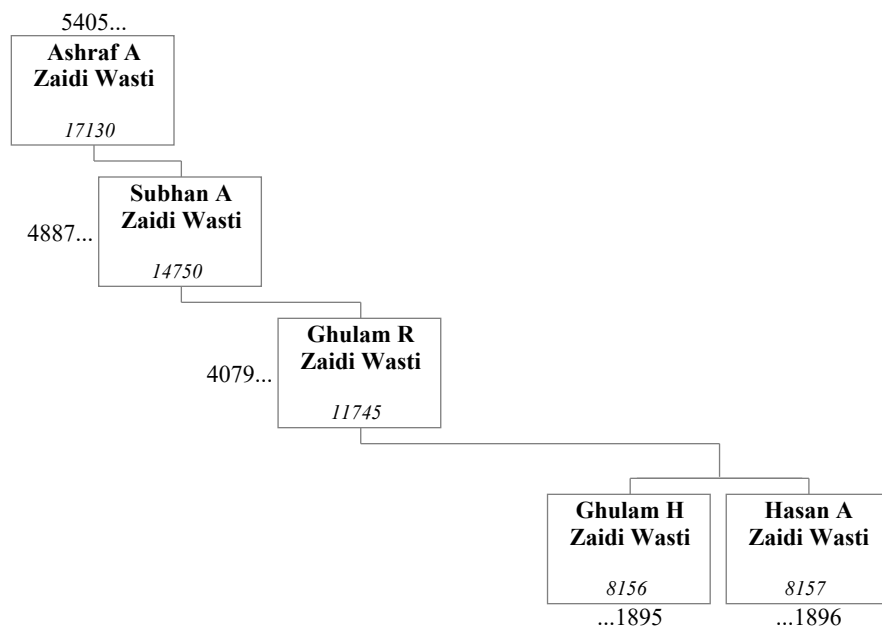 5405...
Ashraf A
Zaidi Wasti
17130
Subhan A
Zaidi Wasti
4887...
14750
Ghulam R
Zaidi Wasti
4079...
11745
Ghulam H
Zaidi Wasti
8156
...1895
Hasan A
Zaidi Wasti
8157
...1896